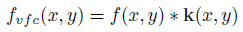 f_{vfc}(x, y) = f(x, y) * k(x, y)